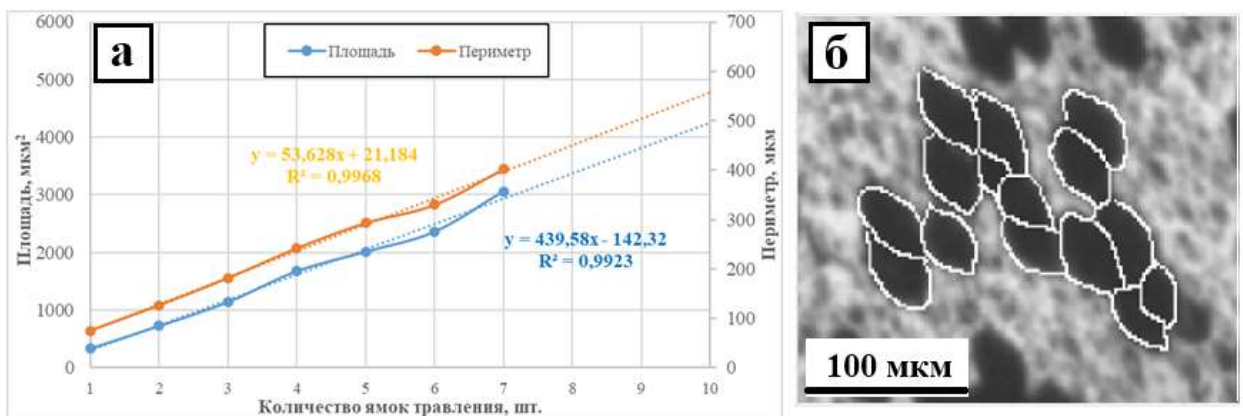 а
Площадь
Периметр
6000
5000
4000
3000
2000
1000
0
Площадь, мкм²
700
600
500
400
300
200
100
0
Периметр, мкм
y = 53,628x + 21,184
R² = 0,9968
y = 439,58x - 142,32
R² = 0,9923
1 2 3 4 5 6 7 8 9 10
Количество ямок травления, шт.
б
100 мкм